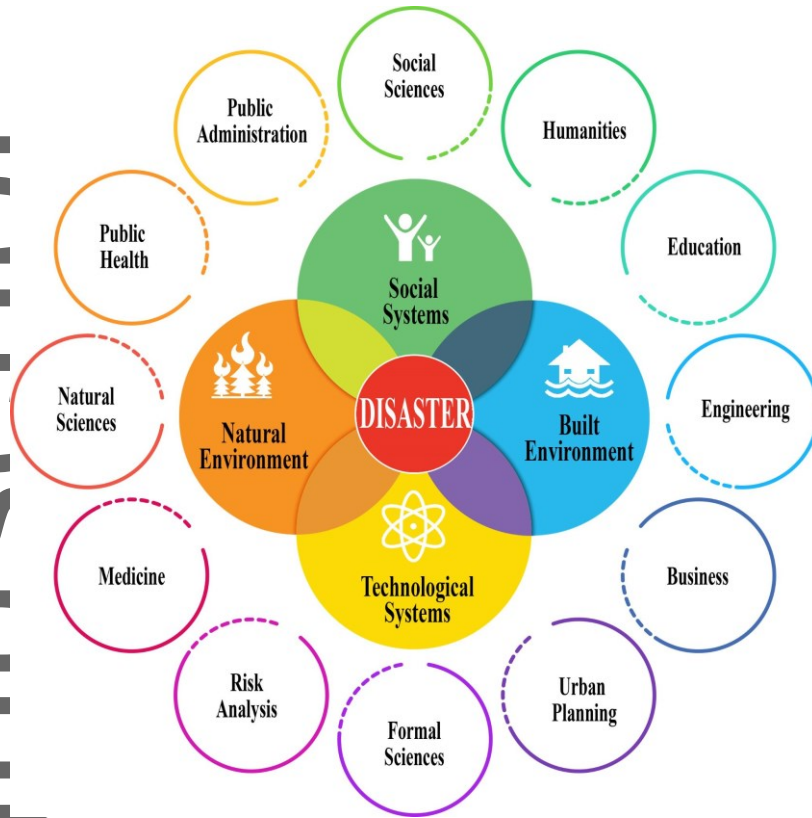 Social
Sciences
Humanities
Education
Engineering
Business
Urban
Planning
Formal
Sciences
Risk
Analysis
Medicine
Natural
Sciences
Public
Health
Public
Administration
Social
Systems
Built
Environment
Technological
Systems
Natural
Environment
DISASTER